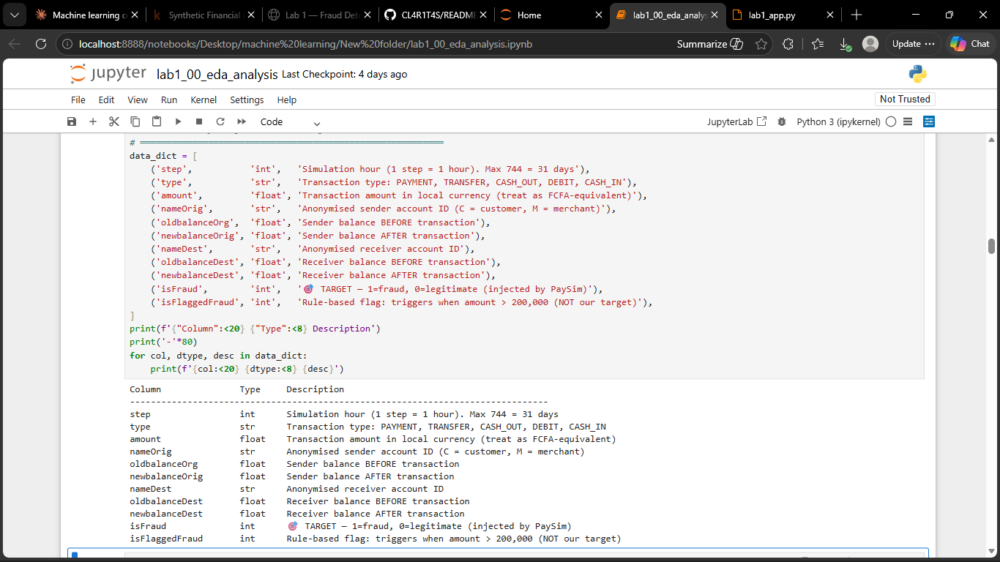 Machine learning c
Synthetic Financial
Lab 1 — Fraud Det
CL4R1T4S/README
Home
lab1_00_eda_analys
lab1_app.py
localhost:8888/notebooks/Desktop/machine%20learning/New%20folder/lab1_00_eda_analysis.ipynb
Summarize
Update
Chat
jupyter lab1_00_eda_analysis Last Checkpoint: 4 days ago
File Edit View Run Kernel Settings Help
Not Trusted
Code
JupyterLab
Python 3 (ipykernel)
# ══════════════════════════════════════════════════════════
data_dict = [
('step', 'int', 'Simulation hour (1 step = 1 hour). Max 744 = 31 days'),
('type', 'str', 'Transaction type: PAYMENT, TRANSFER, CASH_OUT, DEBIT, CASH_IN'),
('amount', 'float', 'Transaction amount in local currency (treat as FCFA-equivalent)'),
('nameOrig', 'str', 'Anonymised sender account ID (C = customer, M = merchant)'),
('oldbalanceOrg', 'float', 'Sender balance BEFORE transaction'),
('newbalanceOrig', 'float', 'Sender balance AFTER transaction'),
('nameDest', 'str', 'Anonymised receiver account ID'),
('oldbalanceDest', 'float', 'Receiver balance BEFORE transaction'),
('newbalanceDest', 'float', 'Receiver balance AFTER transaction'),
('isFraud', 'int', '🎯 TARGET — 1=fraud, 0=legitimate (injected by PaySim)'),
('isFlaggedFraud', 'int', 'Rule-based flag: triggers when amount > 200,000 (NOT our target)'),
]
print(f'{"Column":<20} {"Type":<8} Description')
print('-'*80)
for col, dtype, desc in data_dict:
print(f'{col:<20} {dtype:<8} {desc}')
Column Type Description
--------------------------------------------------------------------------------
step int Simulation hour (1 step = 1 hour). Max 744 = 31 days
type str Transaction type: PAYMENT, TRANSFER, CASH_OUT, DEBIT, CASH_IN
amount float Transaction amount in local currency (treat as FCFA-equivalent)
nameOrig str Anonymised sender account ID (C = customer, M = merchant)
oldbalanceOrg float Sender balance BEFORE transaction
newbalanceOrig float Sender balance AFTER transaction
nameDest str Anonymised receiver account ID
oldbalanceDest float Receiver balance BEFORE transaction
newbalanceDest float Receiver balance AFTER transaction
isFraud int 🎯 TARGET — 1=fraud, 0=legitimate (injected by PaySim)
isFlaggedFraud int Rule-based flag: triggers when amount > 200,000 (NOT our target)